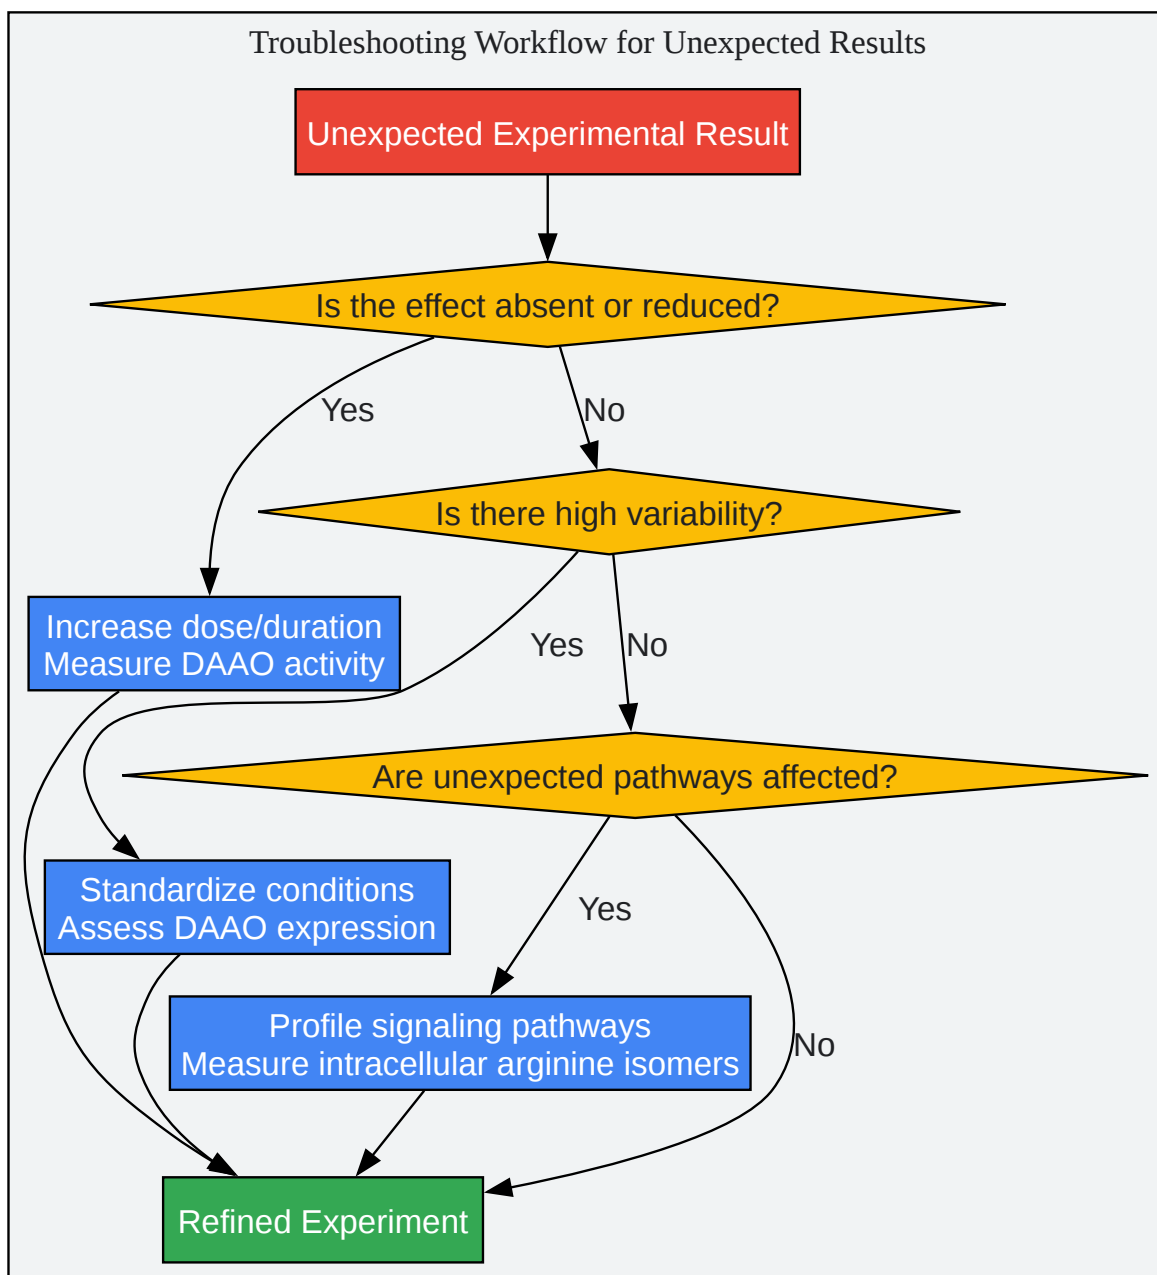 Troubleshooting Workflow for Unexpected Results
Unexpected Experimental Result
Is the effect absent or reduced?
Yes
No
Is there high variability?
Increase dose/duration
Measure DAAO activity
Yes
No
Are unexpected pathways affected?
Standardize conditions
Assess DAAO expression
Yes
Profile signaling pathways
Measure intracellular arginine isomers
No
Refined Experiment